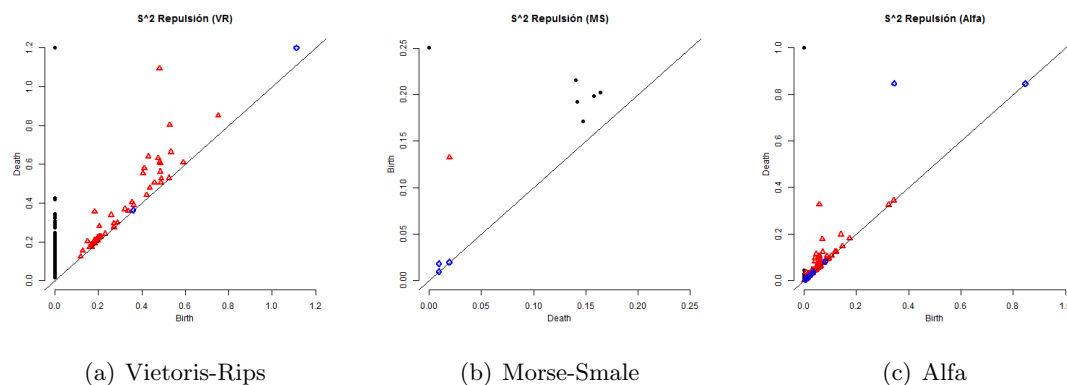 S^2 Repulsión (VR)
Death
0.0 0.2 0.4 0.6 0.8 1.0 1.2
0.0 0.2 0.4 0.6 0.8 1.0 1.2
Birth
(a) Vietoris-Rips
S^2 Repulsión (MS)
Birth
0.00 0.05 0.10 0.15 0.20 0.25
0.00 0.05 0.10 0.15 0.20 0.25
Death
(b) Morse-Smale
S^2 Repulsión (Alfa)
Death
0.0 0.2 0.4 0.6 0.8 1.0
0.0 0.2 0.4 0.6 0.8 1.0
Birth
(c) Alfa